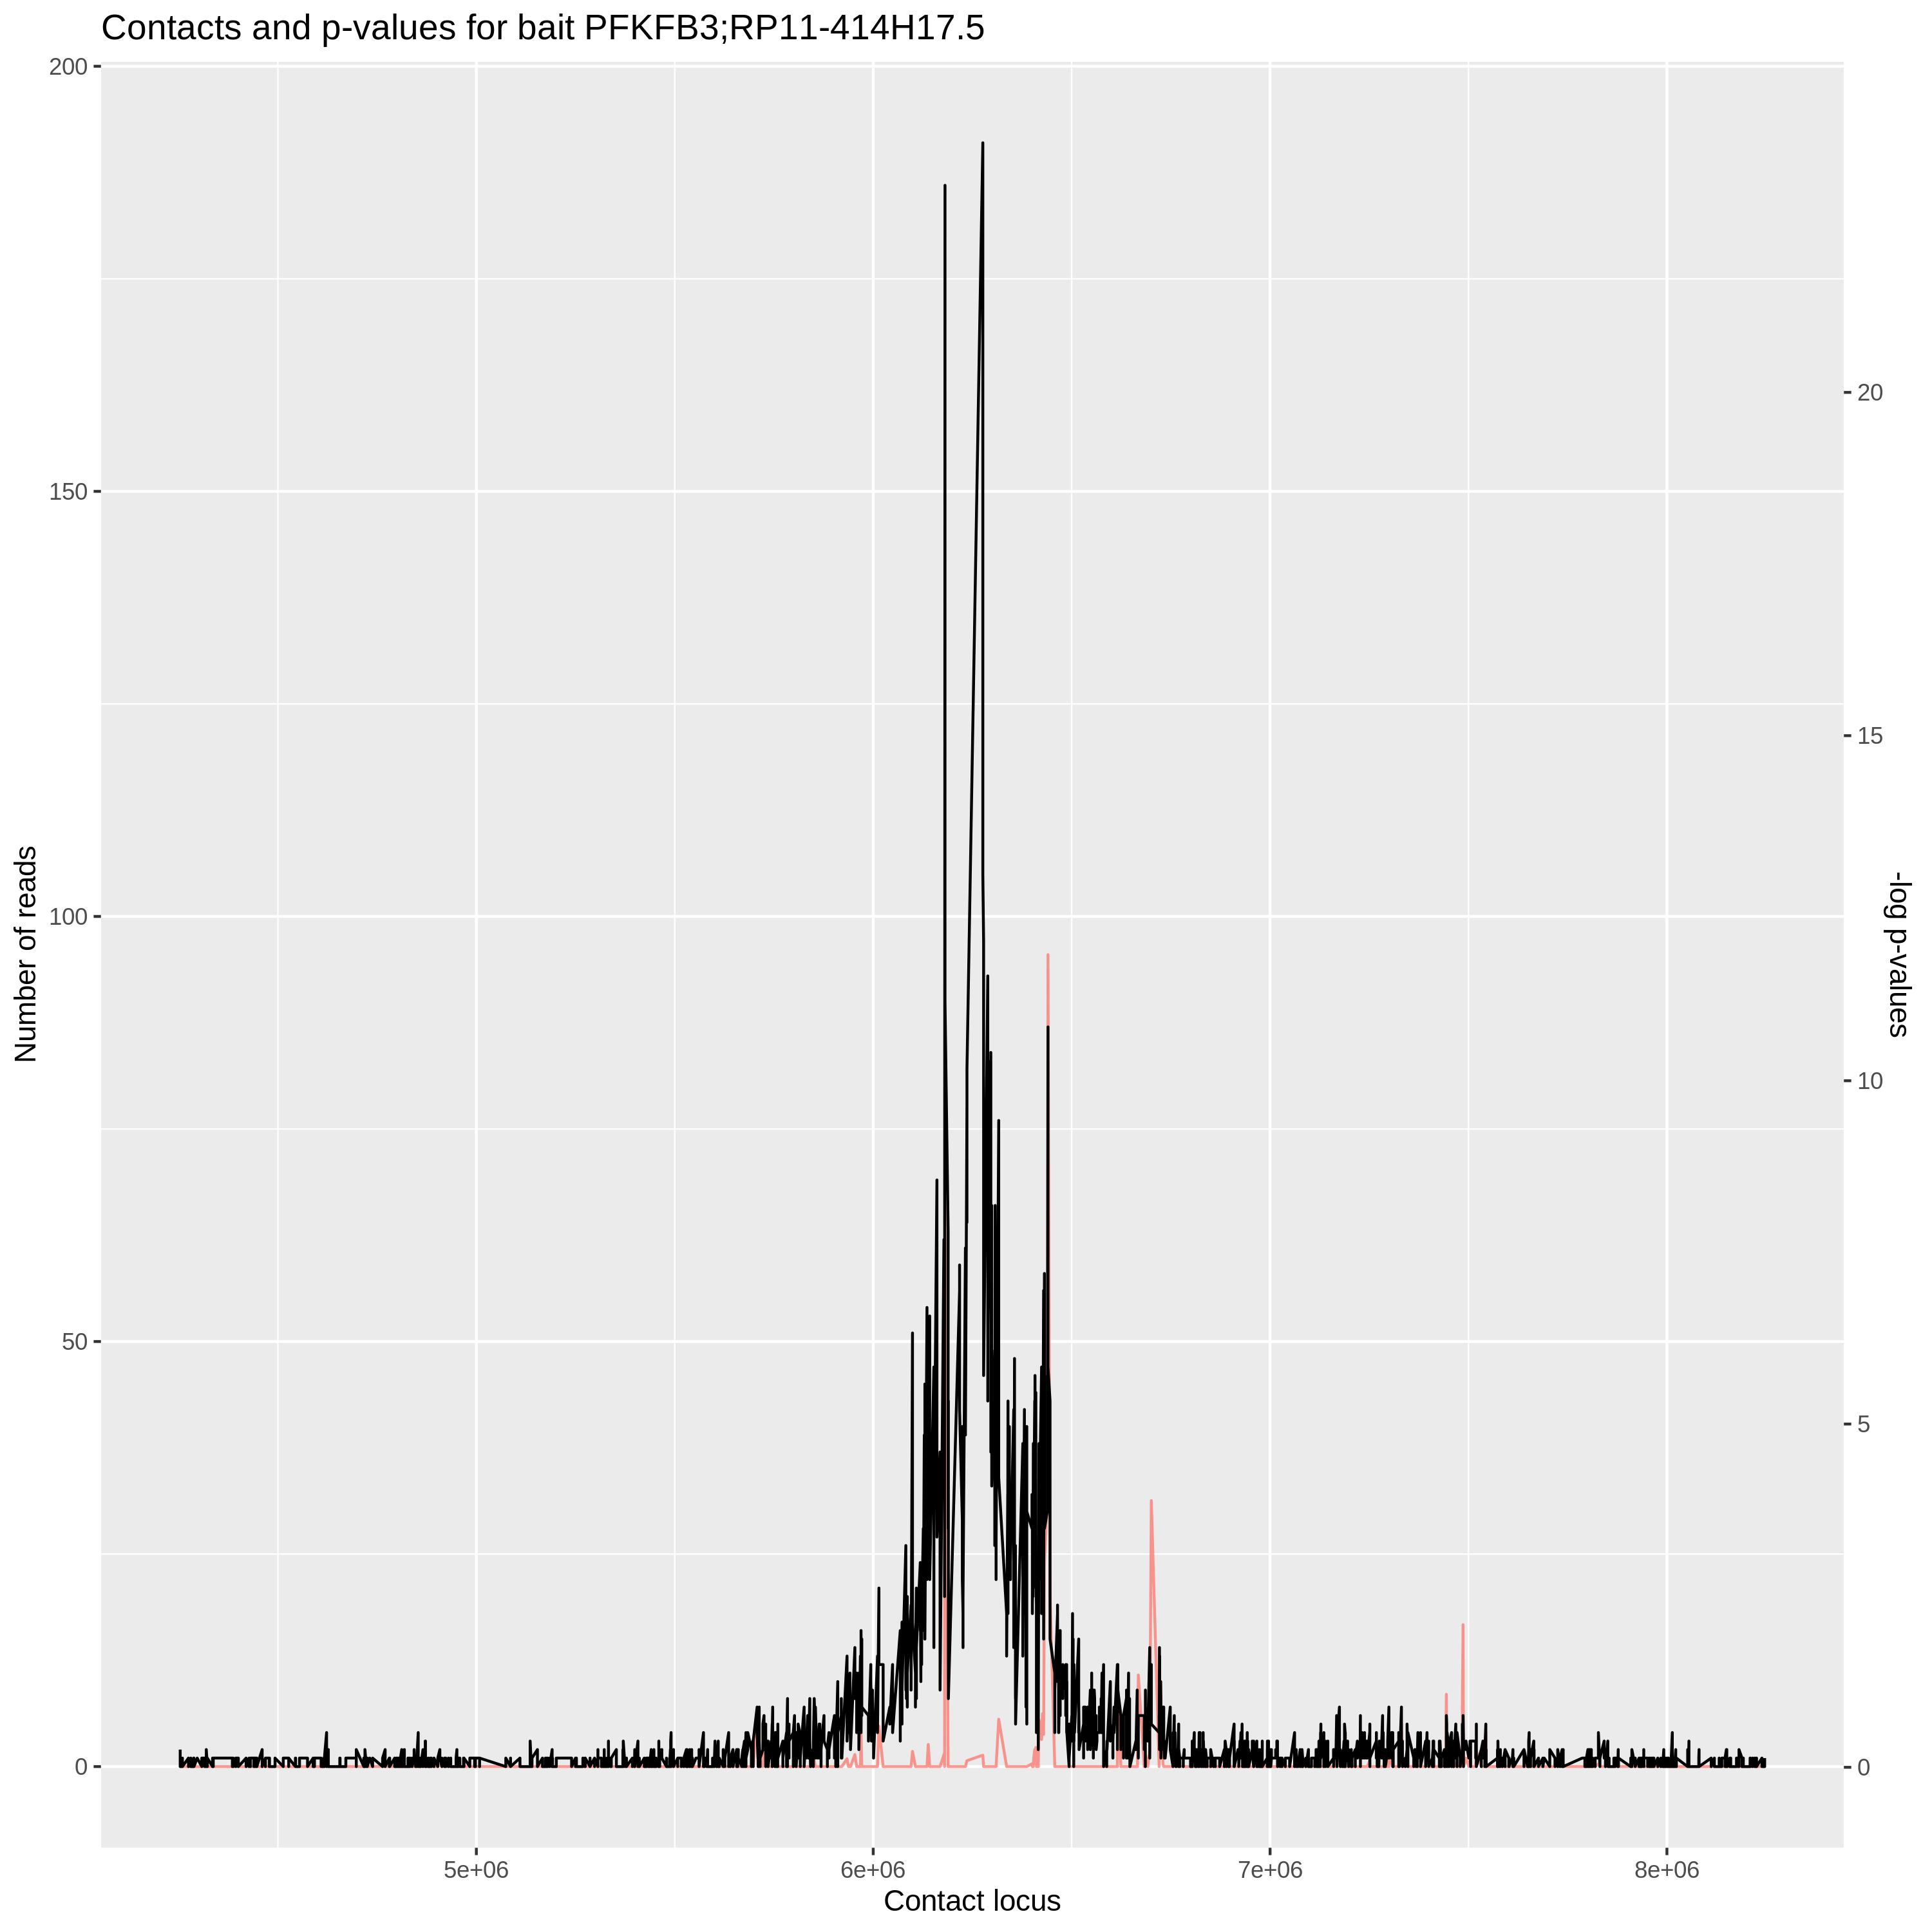 Contacts and p-values for bait PFKFB3;RP11-414H17.5
200
150
100
50
0
Number of reads
20
15
10
5
0
-log p-values
5e+06
6e+06
7e+06
8e+06
Contact locus